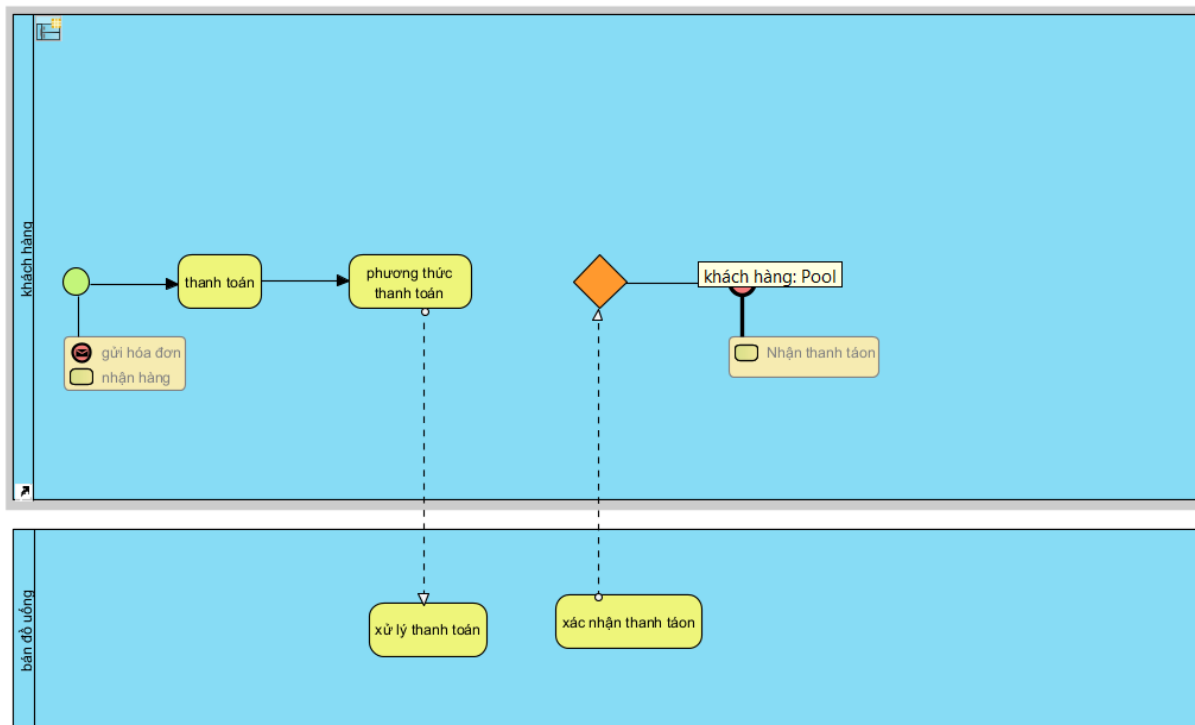 khách hàng
thanh toán
phương thức
thanh toán
khách hàng: Pool
gửi hóa đơn
nhận hàng
Nhận thanh táon
bán đồ uống
xử lý thanh toán
xác nhận thanh táon